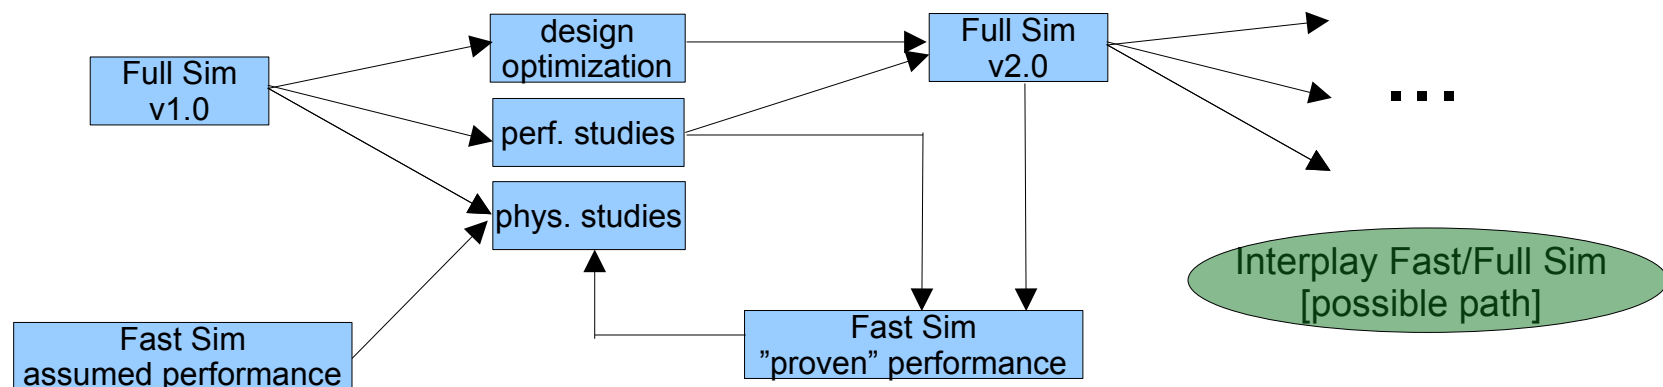 Full Sim
v1.0
design
optimization
perf. studies
phys. studies
Full Sim
v2.0
...
Interplay Fast/Full Sim
[possible path]
Fast Sim
assumed performance
Fast Sim
”proven” performance